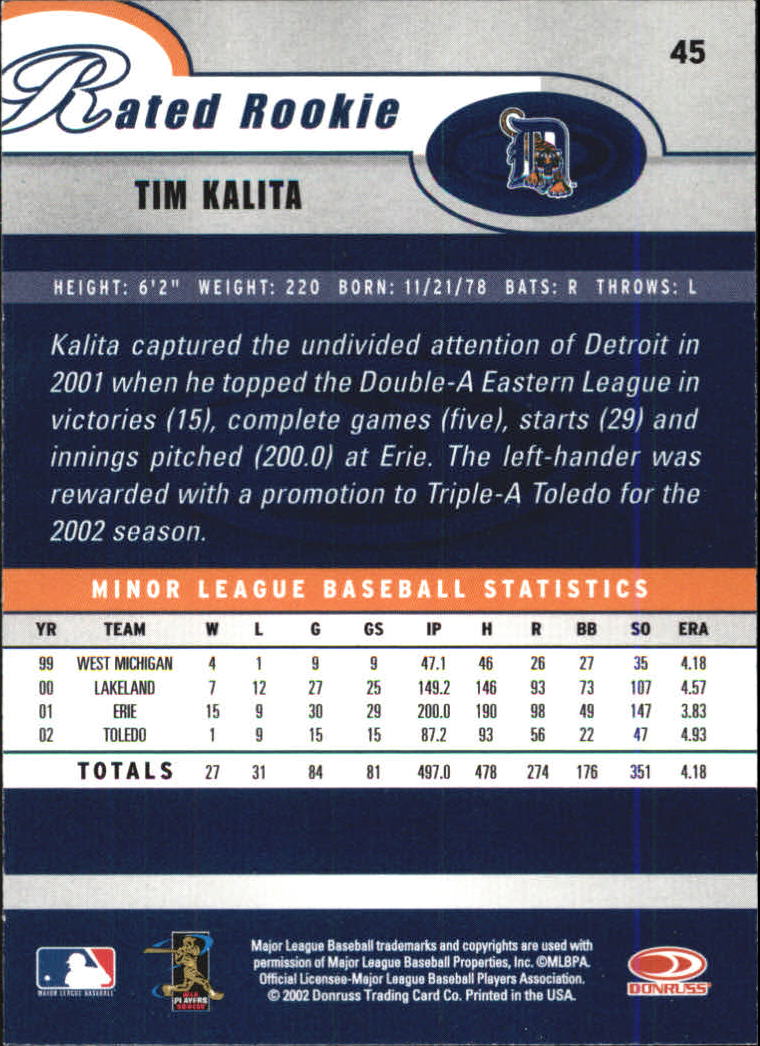 45
Rated Rookie
D
TIM KALITA
HEIGHT: 6'2" WEIGHT: 220 BORN: 11/21/78 BATS: R THROWS: L
Kalita captured the undivided attention of Detroit in
2001 when he topped the Double-A Eastern League in
victories (15), complete games (five), starts (29) and
innings pitched (200.0) at Erie. The left-hander was
rewarded with a promotion to Triple-A Toledo for the
2002 season.
MINOR LEAGUE BASEBALL STATISTICS
YR TEAM W L G GS IP H R BB SO ERA
99 WEST MICHIGAN 4 1 9 9 47.1 46 26 27 35 4.18
00 LAKELAND 7 12 27 25 149.2 146 93 73 107 4.57
01 ERIE 15 9 30 29 200.0 190 98 49 147 3.83
02 TOLEDO 1 9 15 15 87.2 93 56 22 47 4.93
TOTALS 27 31 84 81 497.0 478 274 176 351 4.18
MAJOR LEAGUE BASEBALL
PLAYERS
Major League Baseball trademarks and copyrights are used with
permission of Major League Baseball Properties, Inc. ©MLBPA.
Official Licensee-Major League Baseball Players Association.
© 2002 Donruss Trading Card Co. Printed in the USA.
DONRUSS